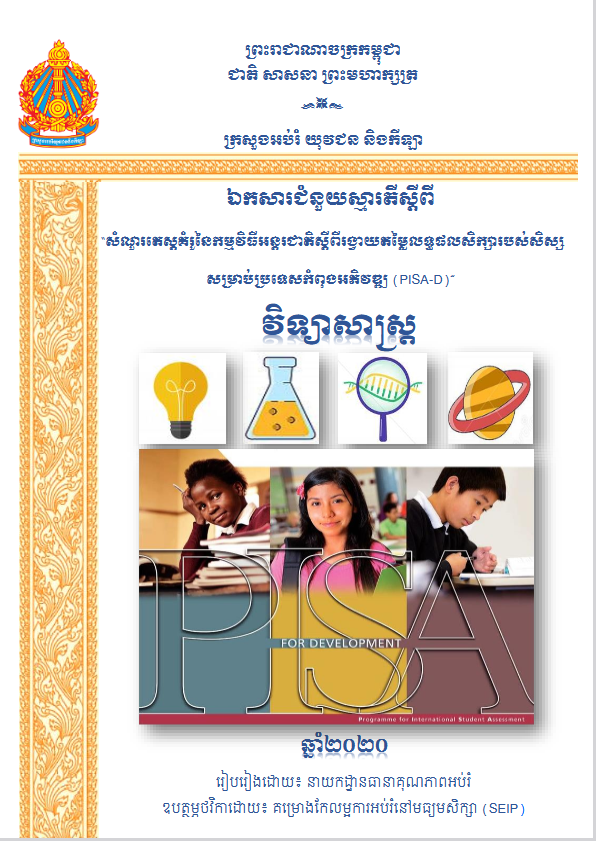 ព្រះរាជាណាចក្រកម្ពុជា
ជាតិ សាសនា ព្រះមហាក្សត្រ
ក្រសួងអប់រំ យុវជន និងកីឡា
ឯកសារជំនួយស្មារតីស្តីពី
“សំណួរតេស្តគំរូនៃកម្មវិធីអន្តរជាតិស្តីពីរង្វាយតម្លៃលទ្ធផលសិក្សារបស់សិស្ស
សម្រាប់ប្រទេសកំពុងអភិវឌ្ឍ (PISA-D)”
វិទ្យាសាស្ត្រ
PISA
FOR DEVELOPMENT
Programme for International Student Assessment
ឆ្នាំ២០២០
រៀបរៀងដោយ៖ នាយកដ្ឋានធានាគុណភាពអប់រំ
ឧបត្ថម្ភថវិកាដោយ៖ គម្រោងកែលម្អការអប់រំនៅមធ្យមសិក្សា (SEIP)